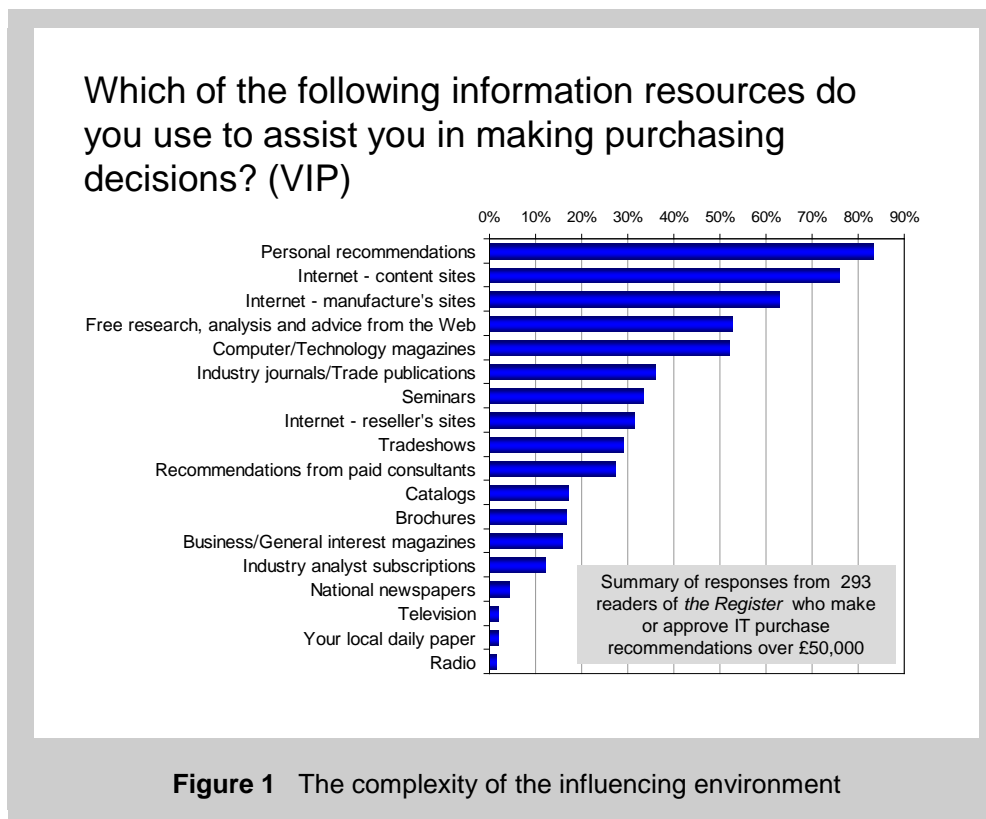 Which of the following information resources do
you use to assist you in making purchasing
decisions? (VIP)
0% 10% 20% 30% 40% 50% 60% 70% 80% 90%
Personal recommendations
Internet - content sites
Internet - manufacture's sites
Free research, analysis and advice from the Web
Computer/Technology magazines
Industry journals/Trade publications
Seminars
Internet - reseller's sites
Tradeshows
Recommendations from paid consultants
Catalogs
Brochures
Business/General interest magazines
Industry analyst subscriptions
National newspapers
Television
Your local daily paper
Radio
Summary of responses from 293
readers of the Register who make
or approve IT purchase
recommendations over £50,000
Figure 1 The complexity of the influencing environment